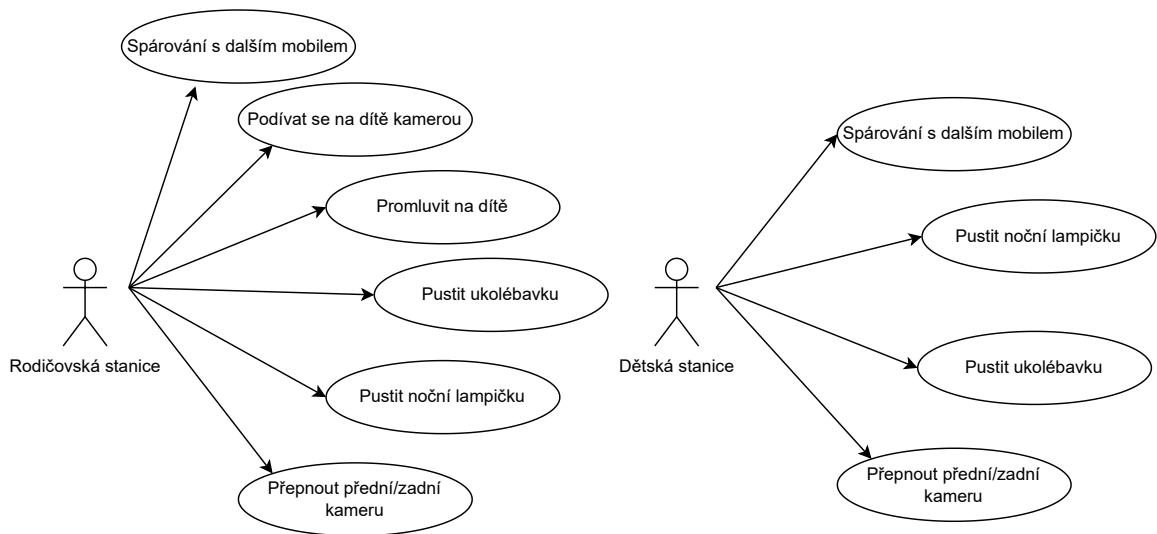 Spárování s dalším mobilem
Podívat se na dítě kamerou
Promluvit na dítě
Pustit ukolébavku
Rodičovská stanice
Pustit noční lampičku
Přepnout přední/zadní
kameru
Spárování s dalším mobilem
Pustit noční lampičku
Dětská stanice
Pustit ukolébavku
Přepnout přední/zadní
kameru